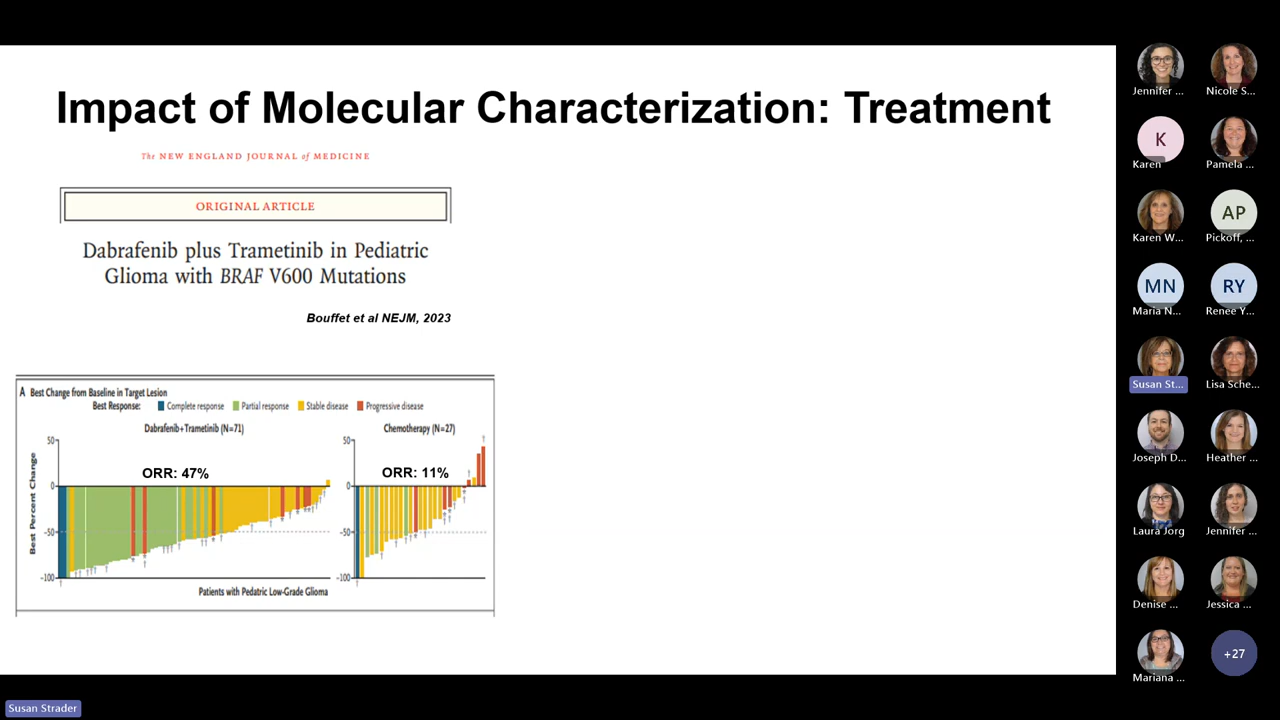 Impact of Molecular Characterization: Treatment
The NEW ENGLAND JOURNAL of MEDICINE
ORIGINAL ARTICLE
Dabrafenib plus Trametinib in Pediatric
Glioma with BRAF V600 Mutations
Bouffet et al NEJM, 2023
A Best Change from Baseline in Target Lesion
Best Response: Complete response Partial response Stable disease Progressive disease
Dabrafenib+Trametinib (N=71)
Chemotherapy (N=27)
Best Percent Change
50
0
-50
-100
ORR: 47%
50
0
-50
-100
ORR: 11%
Patients with Pediatric Low-Grade Glioma
Jennifer ...
Nicole S...
K
Karen
Pamela ...
Karen W...
AP
Pickoff, ...
MN
Maria N...
RY
Renee Y...
Susan St...
Lisa Sche...
Joseph D...
Heather ...
Laura Jorg
Jennifer ...
Denise ...
Jessica ...
Mariana ...
+27
Susan Strader